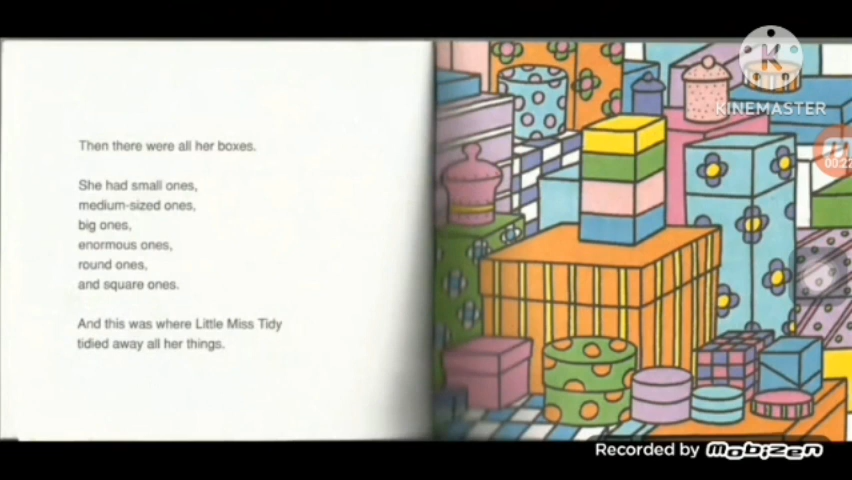 Then there were all her boxes.
She had small ones,
medium-sized ones,
big ones,
enormous ones,
round ones,
and square ones.
And this was where Little Miss Tidy
tidied away all her things.
K
KINEMASTER
00:22
Recorded by mobizen